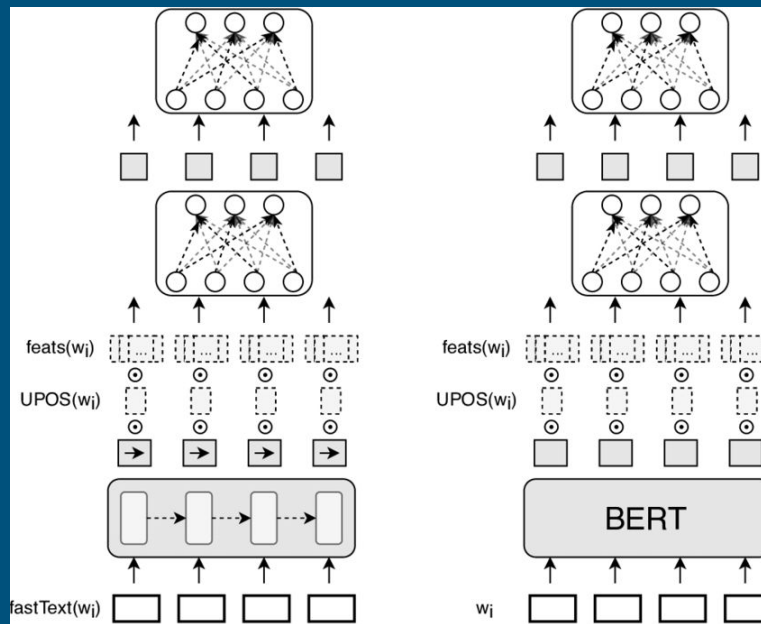 feats(wi)
... ... ... ...
UPOS(wi)
fastText(wi)
feats(wi)
... ... ... ...
UPOS(wi)
BERT
wi